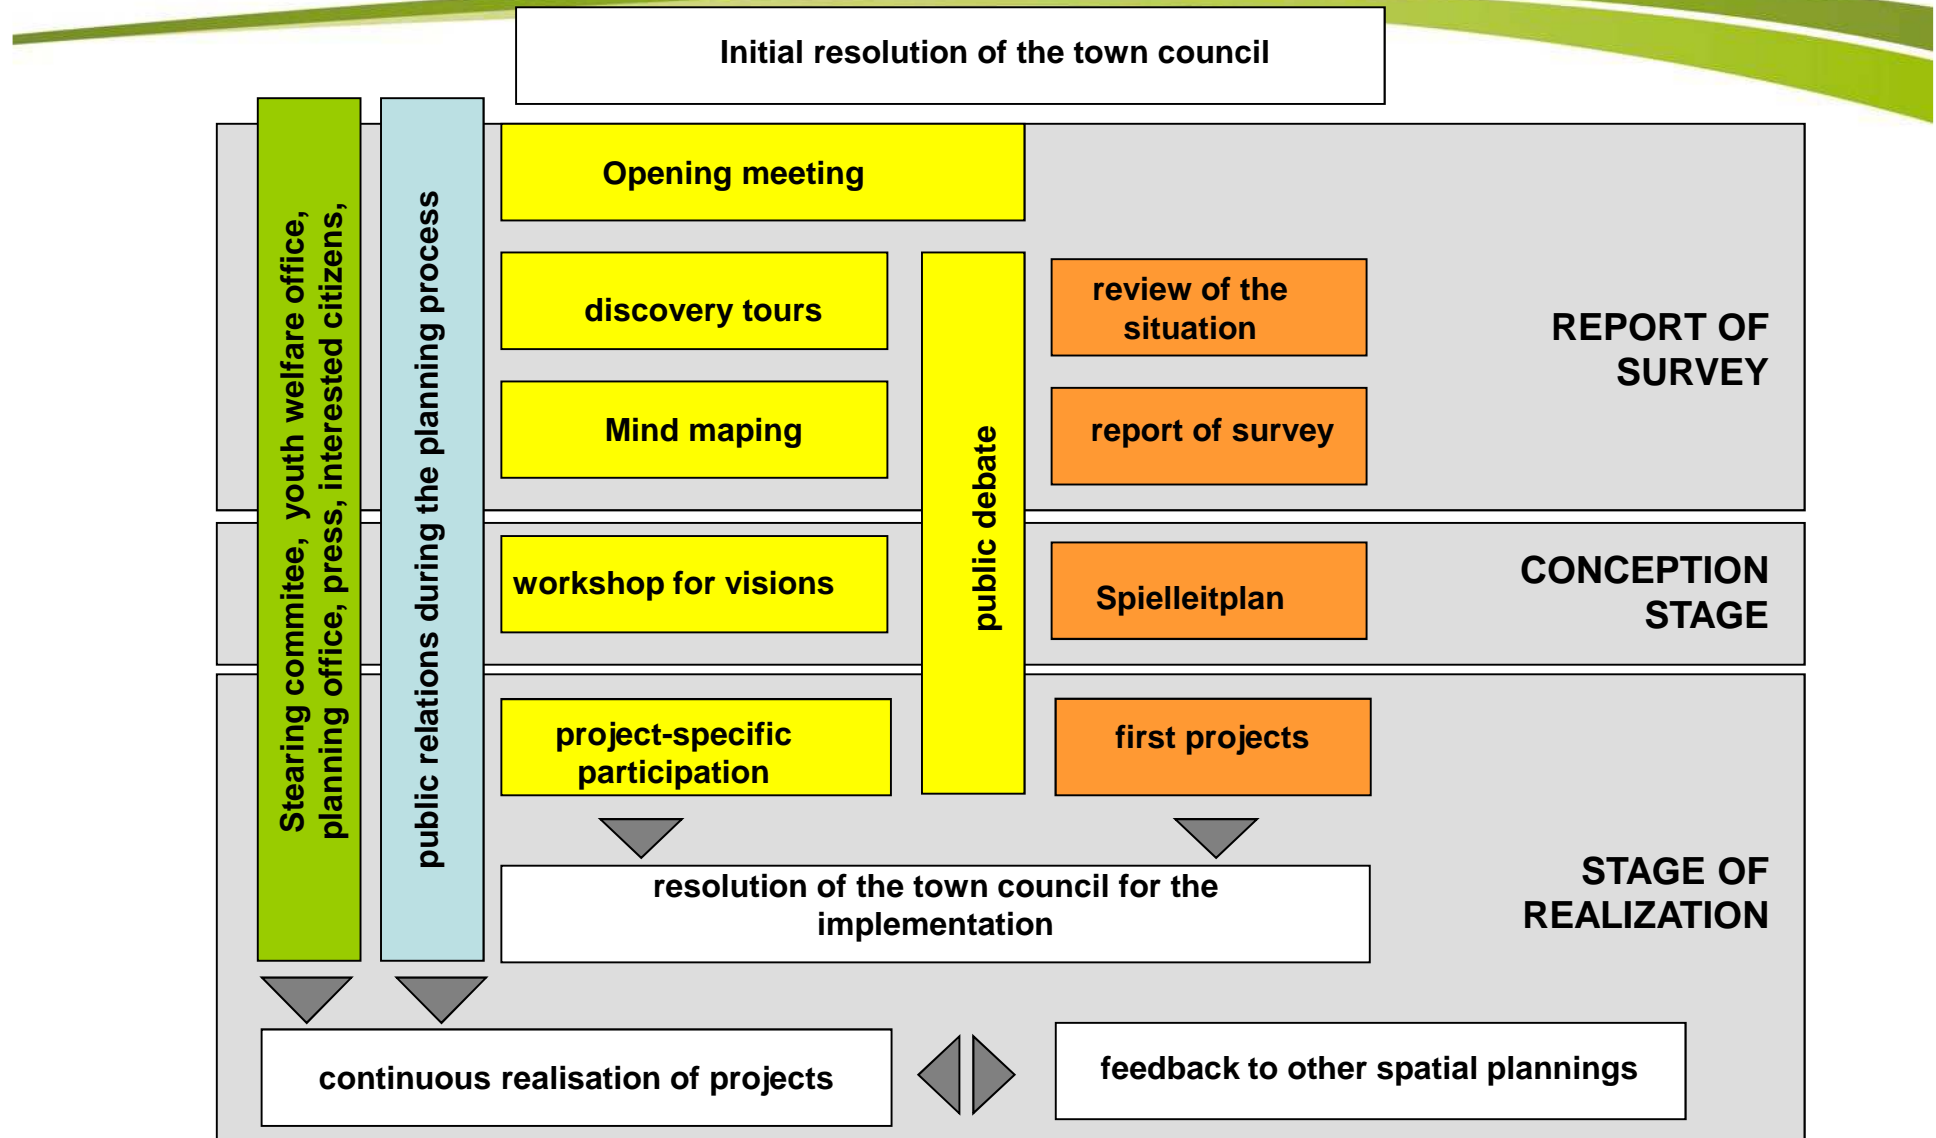 Initial resolution of the town council
Stearing commitee, youth welfare office,
planning office, press, interested citizens,
public relations during the planning process
Opening meeting
discovery tours
Mind maping
public debate
review of the
situation
report of survey
REPORT OF
SURVEY
workshop for visions
Spielleitplan
CONCEPTION
STAGE
project-specific
participation
first projects
resolution of the town council for the
implementation
STAGE OF
REALIZATION
continuous realisation of projects
feedback to other spatial plannings